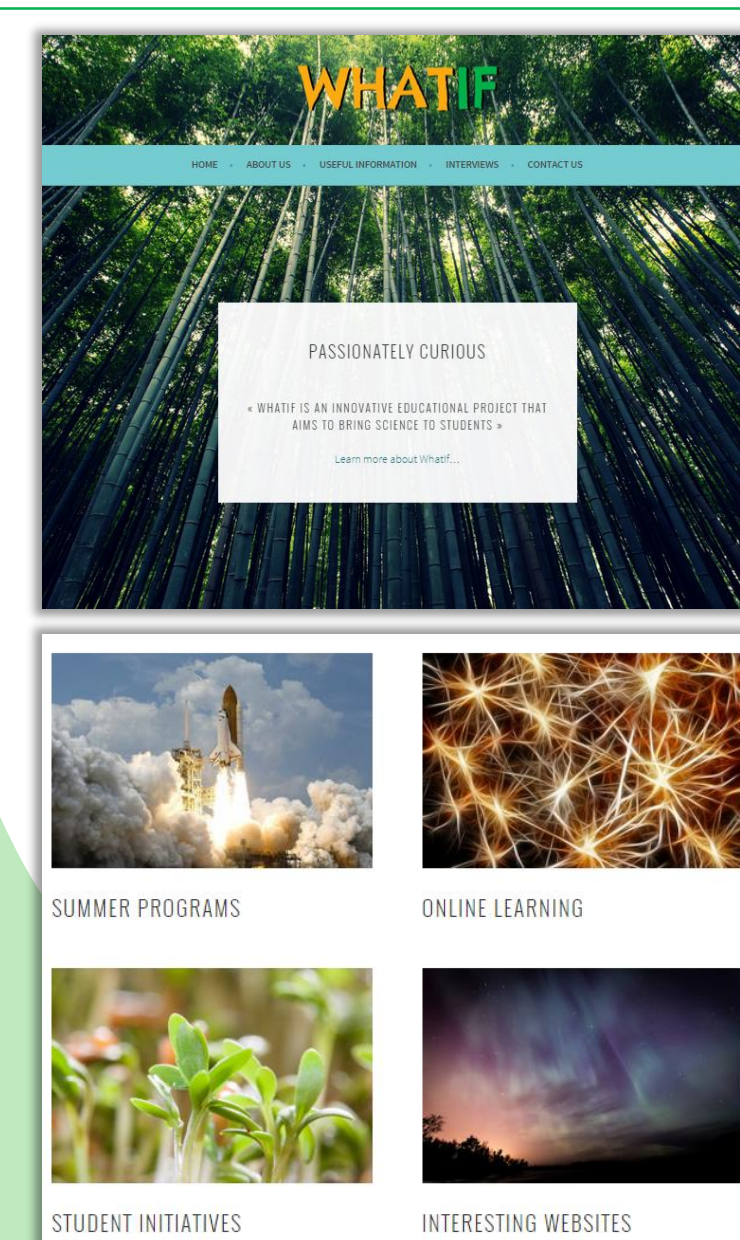 WHATIF
HOME • ABOUT US • USEFUL INFORMATION • INTERVIEWS • CONTACT US
PASSIONATELY CURIOUS
« WHATIF IS AN INNOVATIVE EDUCATIONAL PROJECT THAT
AIMS TO BRING SCIENCE TO STUDENTS »
Learn more about Whatif...
SUMMER PROGRAMS
ONLINE LEARNING
STUDENT INITIATIVES
INTERESTING WEBSITES